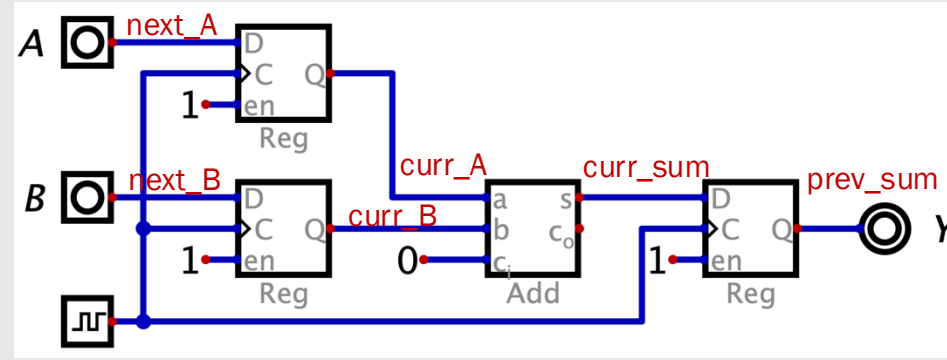 A
next_A
D
C
Q
1
en
Reg
B
next_B
D
C
Q
1
en
Reg
curr_A
curr_B
0
a
s
b
co
ci
Add
curr_sum
D
C
Q
1
en
Reg
prev_sum
Y